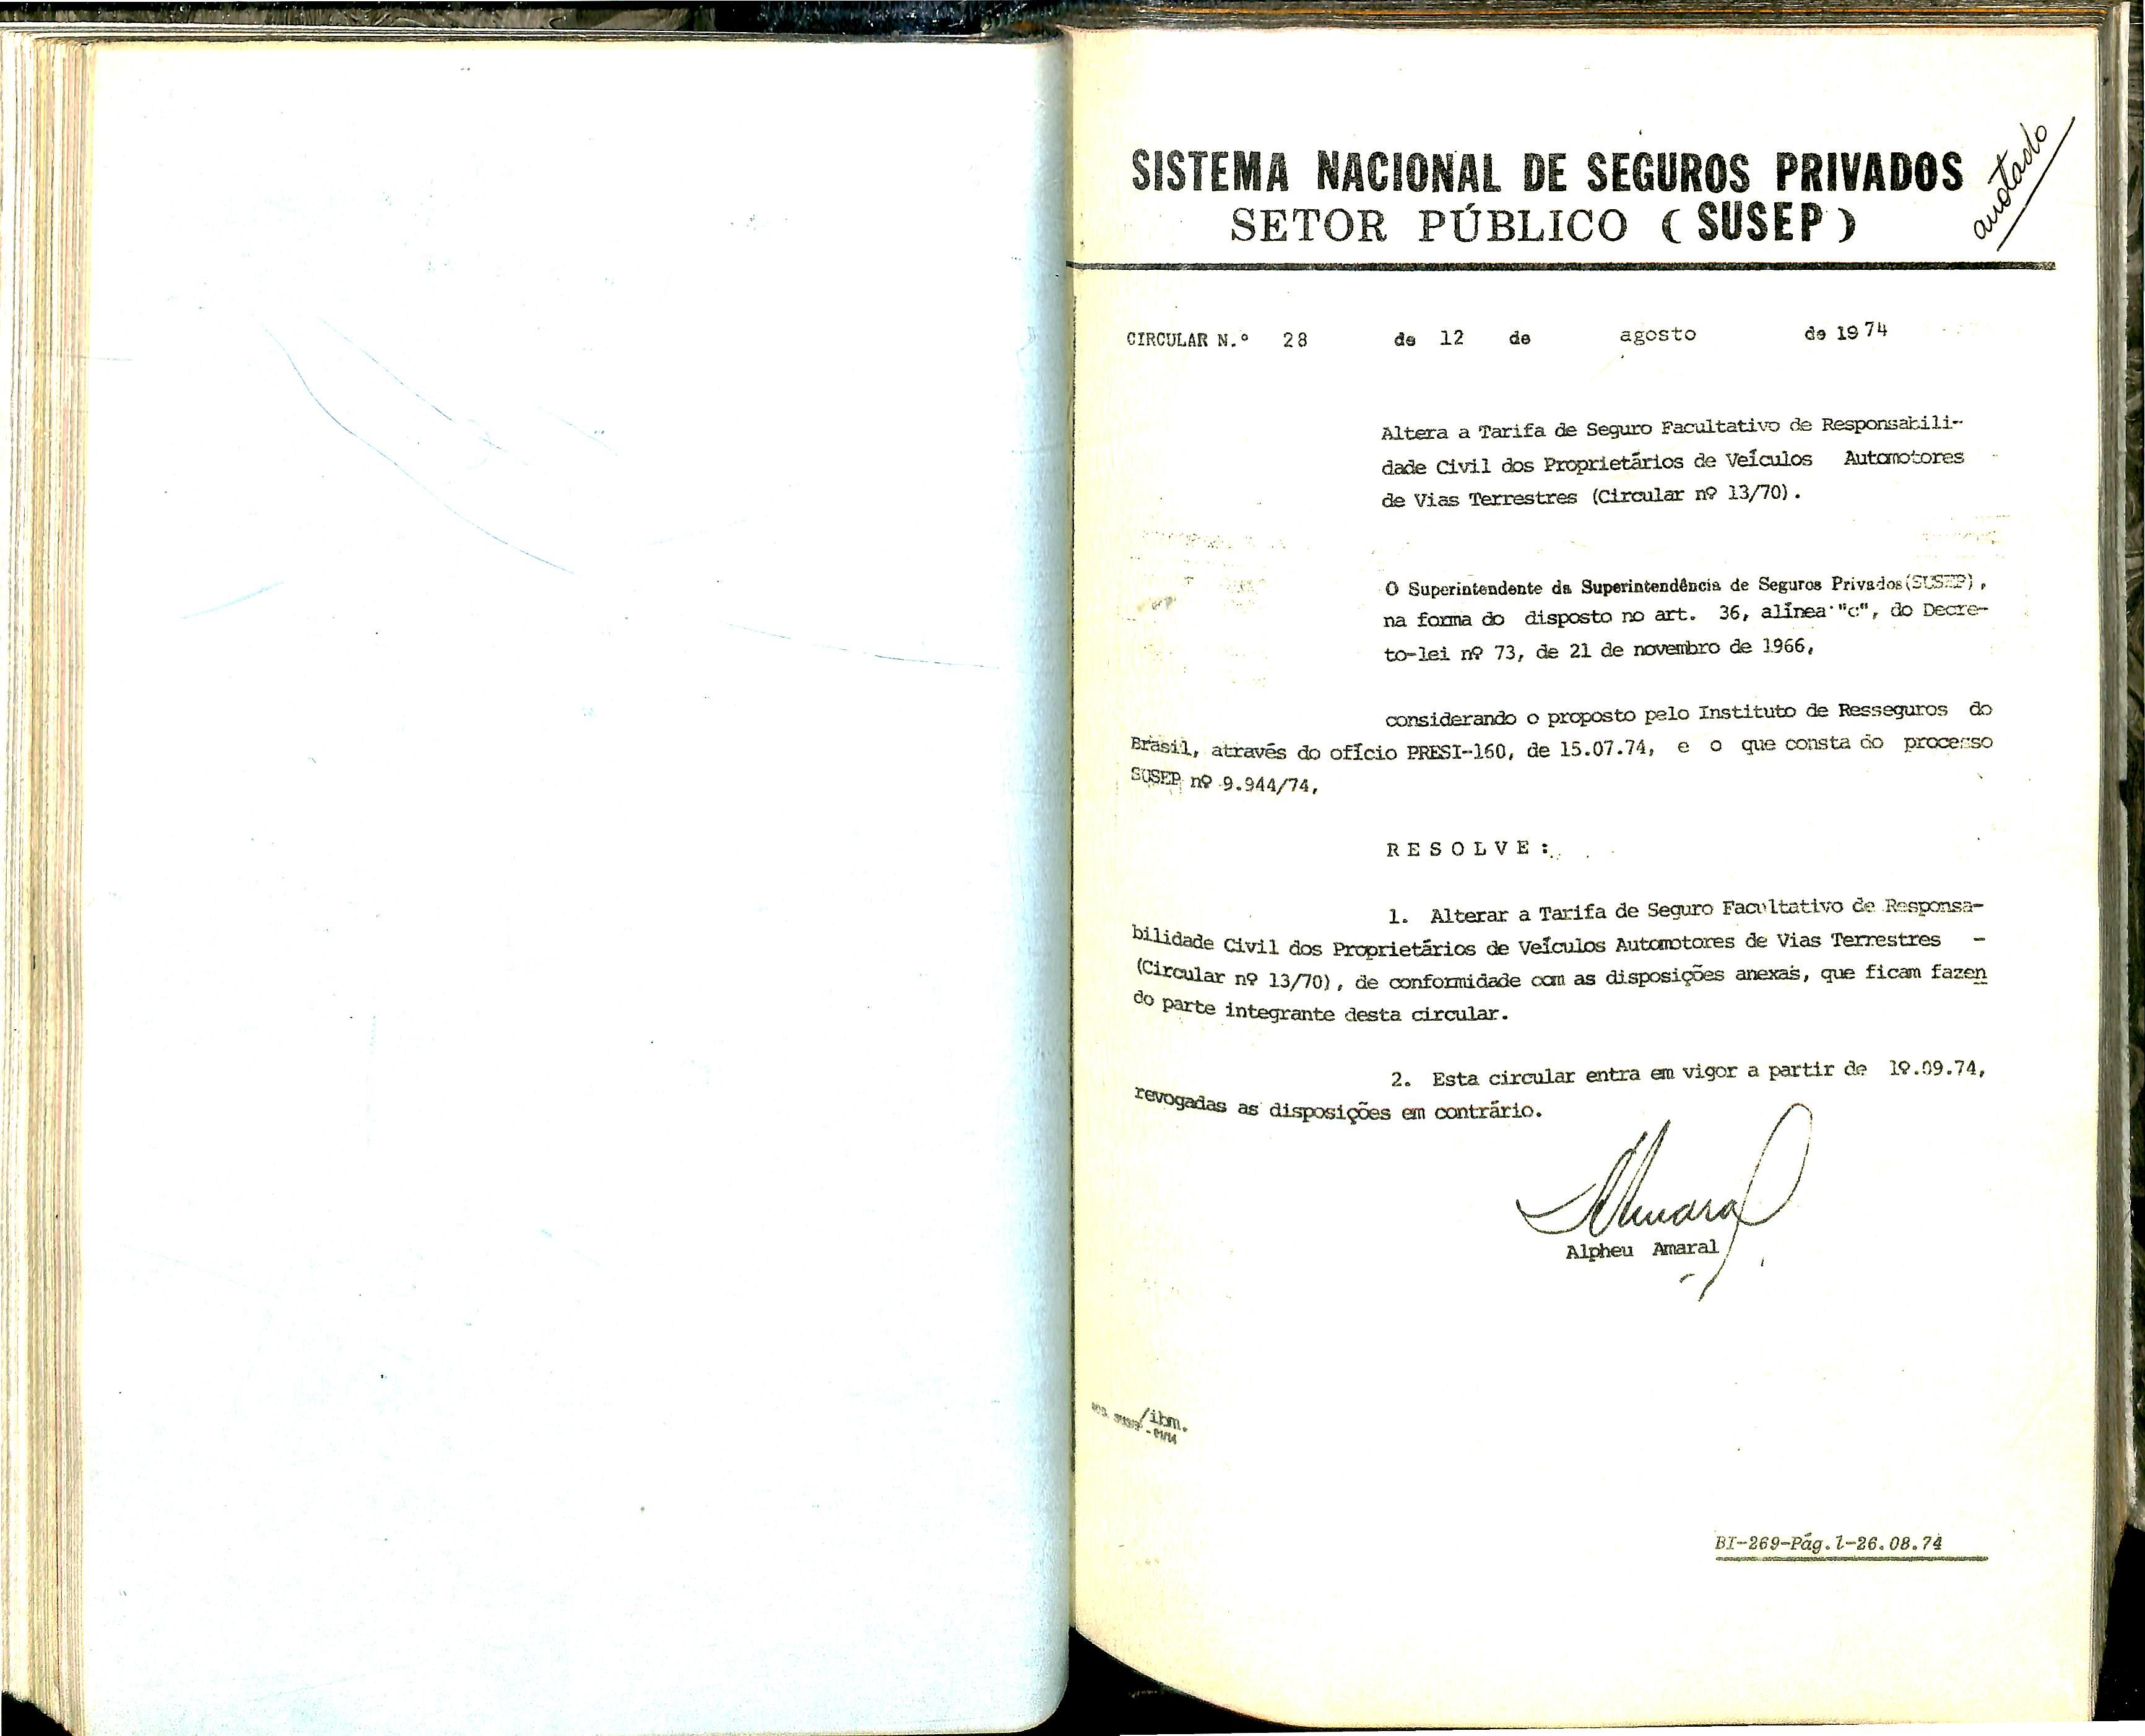 anotado
SISTEMA NACIONAL DE SEGUROS PRIVADOS
SETOR PÚBLICO (SUSEP)
CIRCULAR N.º 28 de 12 de agosto de 1974
Altera a Tarifa de Seguro Facultativo de Responsabili-
dade Civil dos Proprietários de Veículos Automotores
de Vias Terrestres (Circular nº 13/70).
O Superintendente da Superintendência de Seguros Privados(SUSEP),
na forma do disposto no art. 36, alínea "c", do Decre-
to-lei nº 73, de 21 de novembro de 1966,
considerando o proposto pelo Instituto de Resseguros do
Brasil, através do ofício PRESI-160, de 15.07.74, e o que consta do processo
SUSEP nº 9.944/74,
R E S O L V E :
1. Alterar a Tarifa de Seguro Facultativo de Responsa-
bilidade Civil dos Proprietários de Veículos Automotores de Vias Terrestres -
(Circular nº 13/70), de conformidade com as disposições anexas, que ficam fazen
do parte integrante desta circular.
2. Esta circular entra em vigor a partir de 1º.09.74,
revogadas as disposições em contrário.
Alpheu Amaral
/ibm.
BI-269-Pág.1-26.08.74